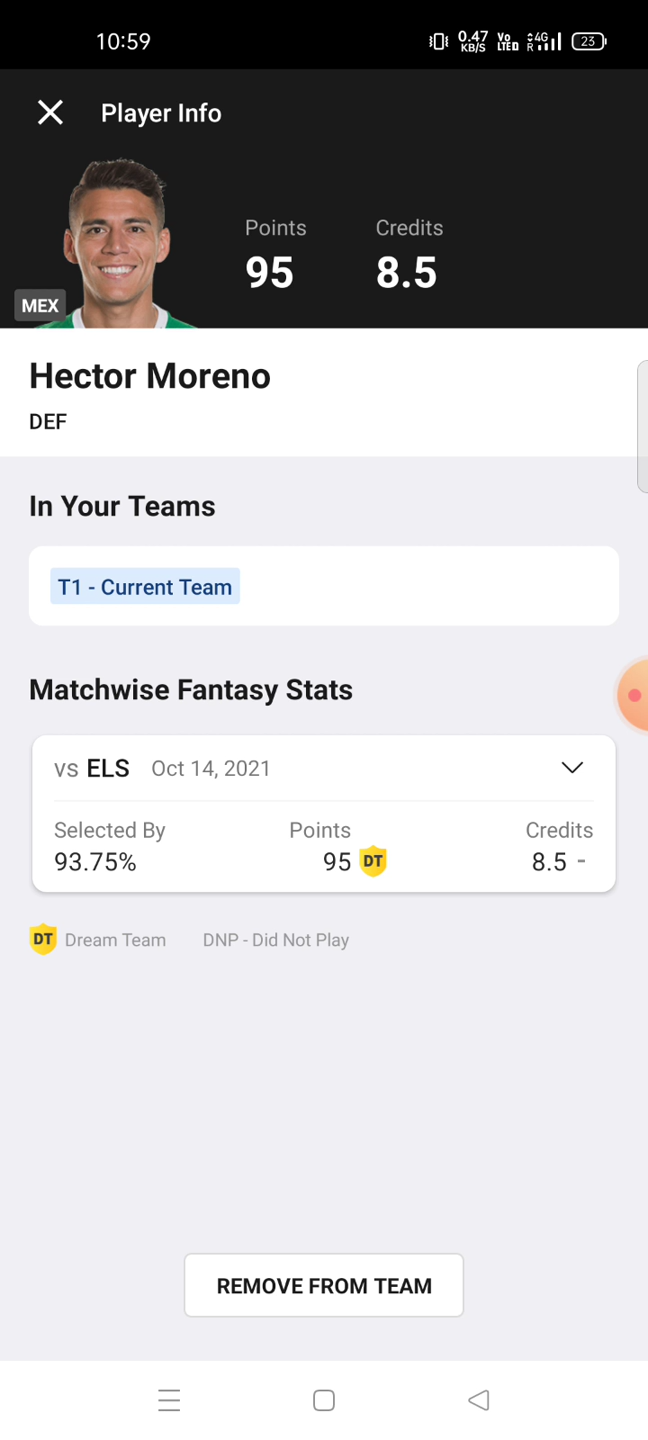 10:59
0.47 KB/S Vo LTED 4G R 23
Player Info
Points Credits
95 8.5
MEX
Hector Moreno
DEF
In Your Teams
T1 - Current Team
Matchwise Fantasy Stats
vs ELS Oct 14, 2021
Selected By Points Credits
93.75% 95 DT 8.5 -
DT Dream Team DNP - Did Not Play
REMOVE FROM TEAM